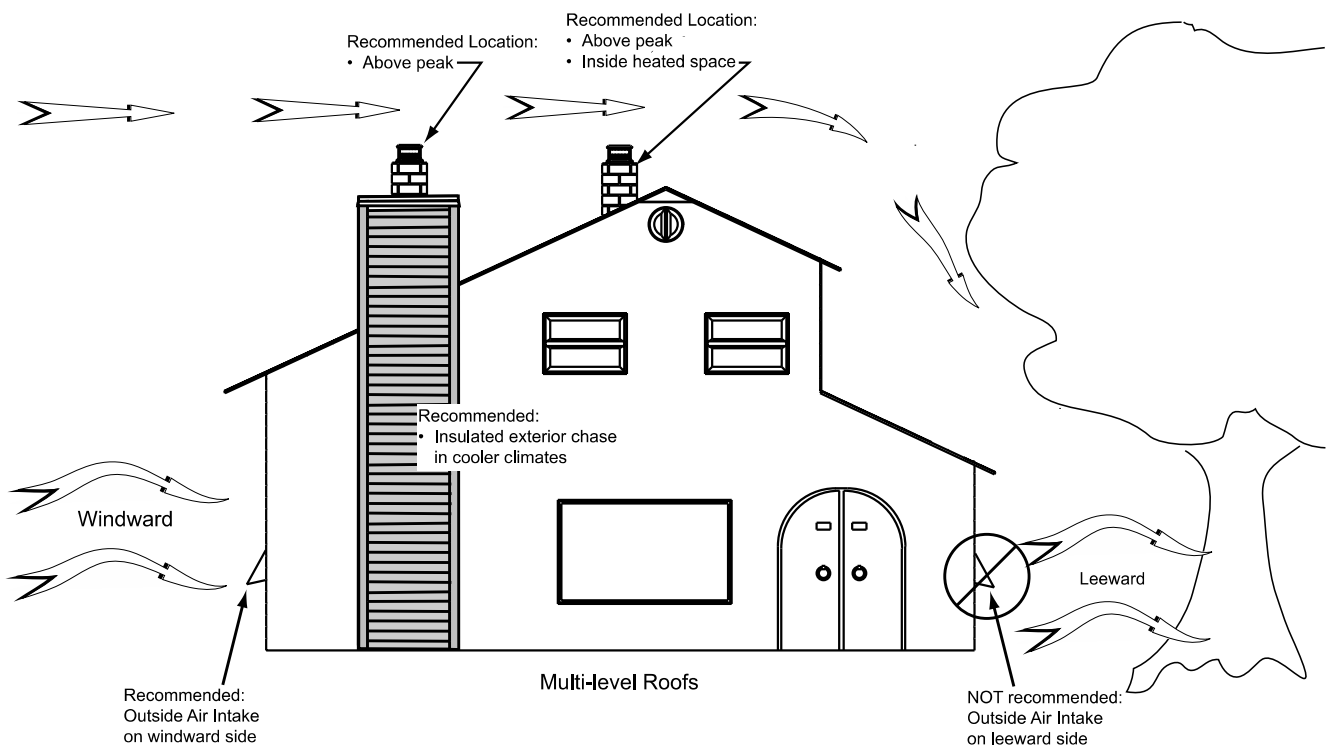 Recommended Location:
• Above peak
Recommended Location:
• Above peak
• Inside heated space
Recommended:
• Insulated exterior chase
in cooler climates
Windward
Leeward
Recommended:
Outside Air Intake
on windward side
Multi-level Roofs
NOT recommended:
Outside Air Intake
on leeward side